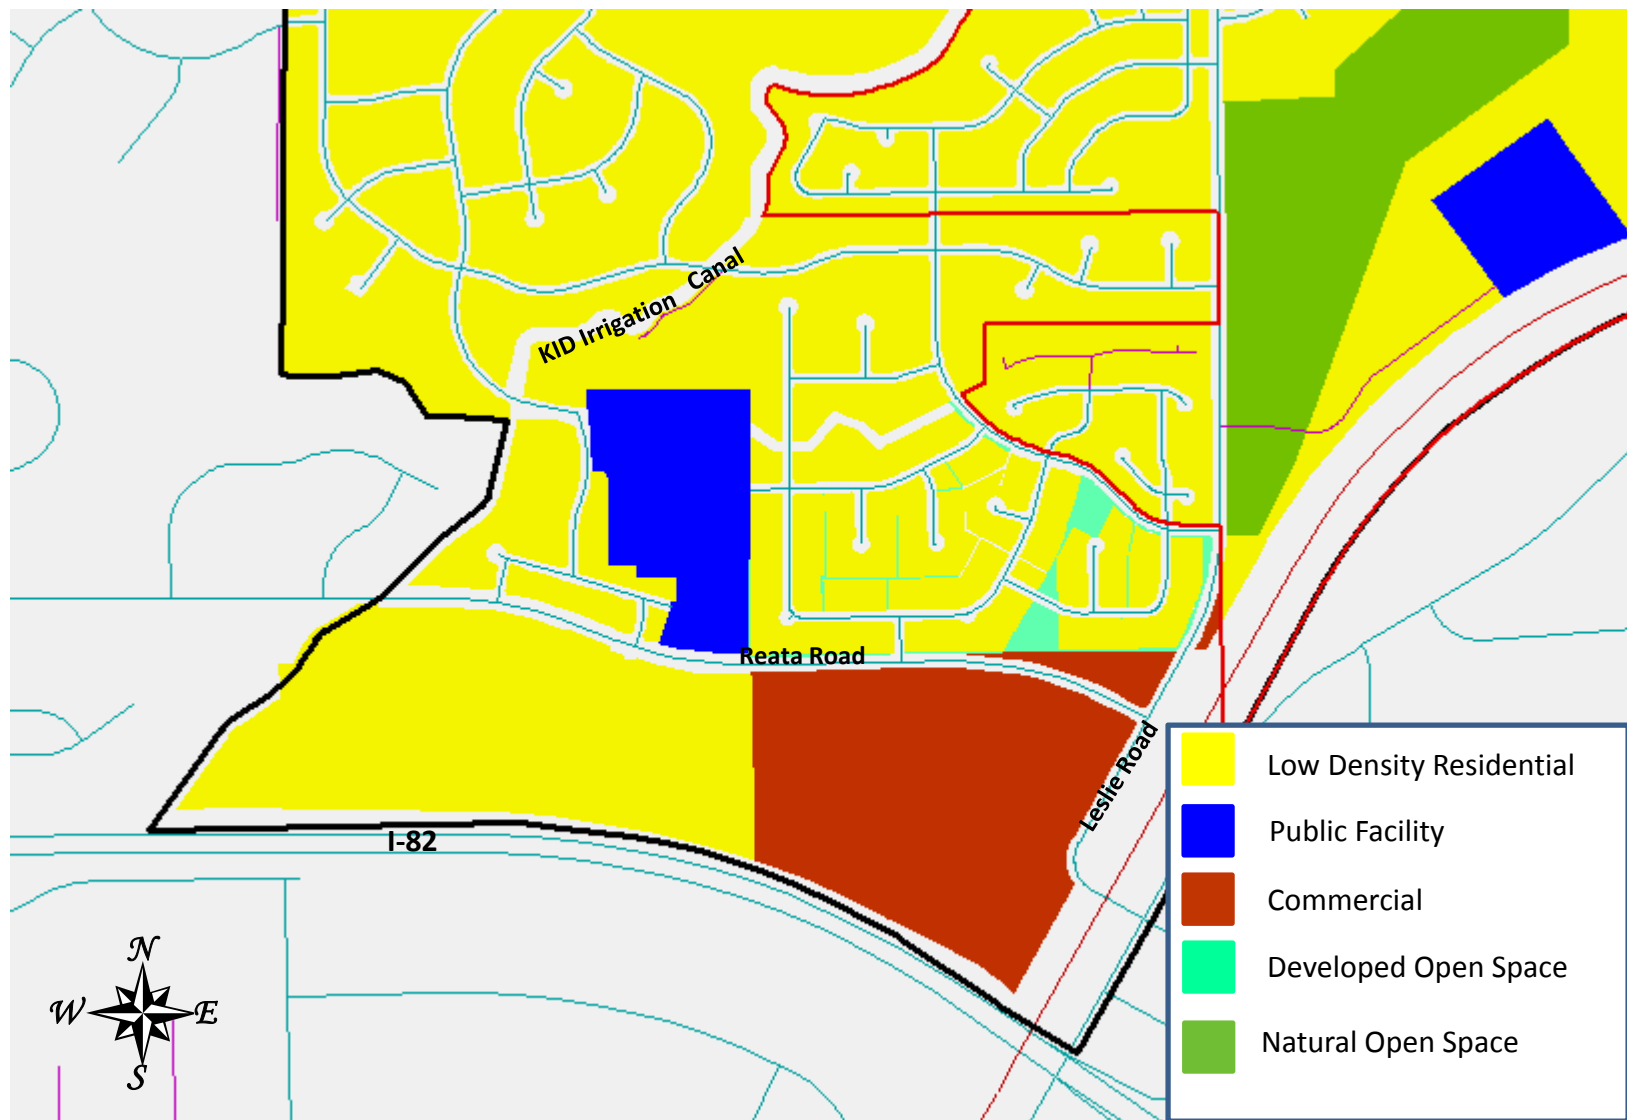 KID Irrigation Canal
Reata Road
Leslie Road
I-82
N
W E
S
Low Density Residential
Public Facility
Commercial
Developed Open Space
Natural Open Space